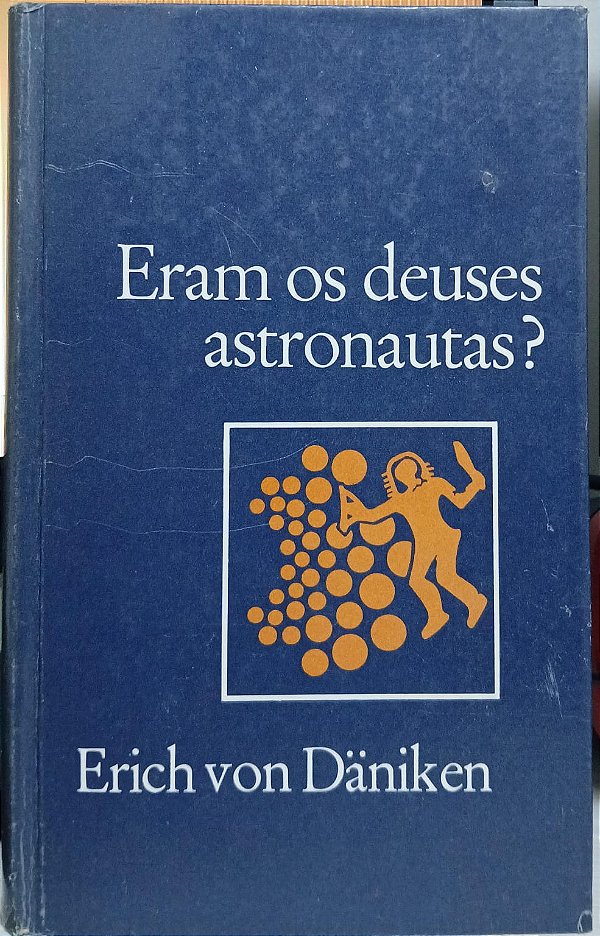 Eram os deuses
astronautas?
Erich von Däniken